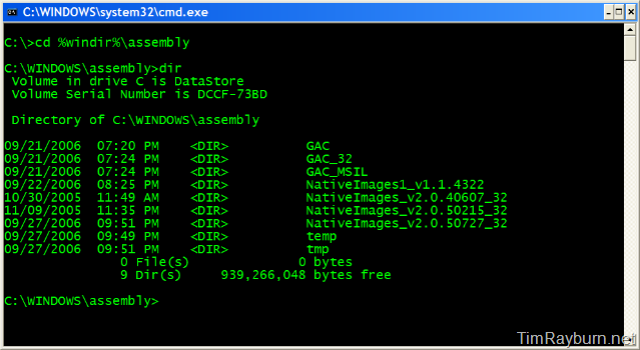 C:\WINDOWS\system32\cmd.exe
C:\>cd %windir%\assembly
C:\WINDOWS\assembly>dir
 Volume in drive C is DataStore
 Volume Serial Number is DCCF-73BD
 Directory of C:\WINDOWS\assembly
09/21/2006  07:20 PM    <DIR>          GAC
09/21/2006  07:24 PM    <DIR>          GAC_32
09/21/2006  07:24 PM    <DIR>          GAC_MSIL
09/22/2006  08:25 PM    <DIR>          NativeImages1_v1.1.4322
10/30/2005  11:49 AM    <DIR>          NativeImages_v2.0.40607_32
11/09/2005  11:35 PM    <DIR>          NativeImages_v2.0.50215_32
09/27/2006  09:51 PM    <DIR>          NativeImages_v2.0.50727_32
09/27/2006  09:49 PM    <DIR>          temp
09/27/2006  09:51 PM    <DIR>          tmp
               0 File(s)              0 bytes
               9 Dir(s)     939,266,048 bytes free
C:\WINDOWS\assembly>
TimRayburn.net